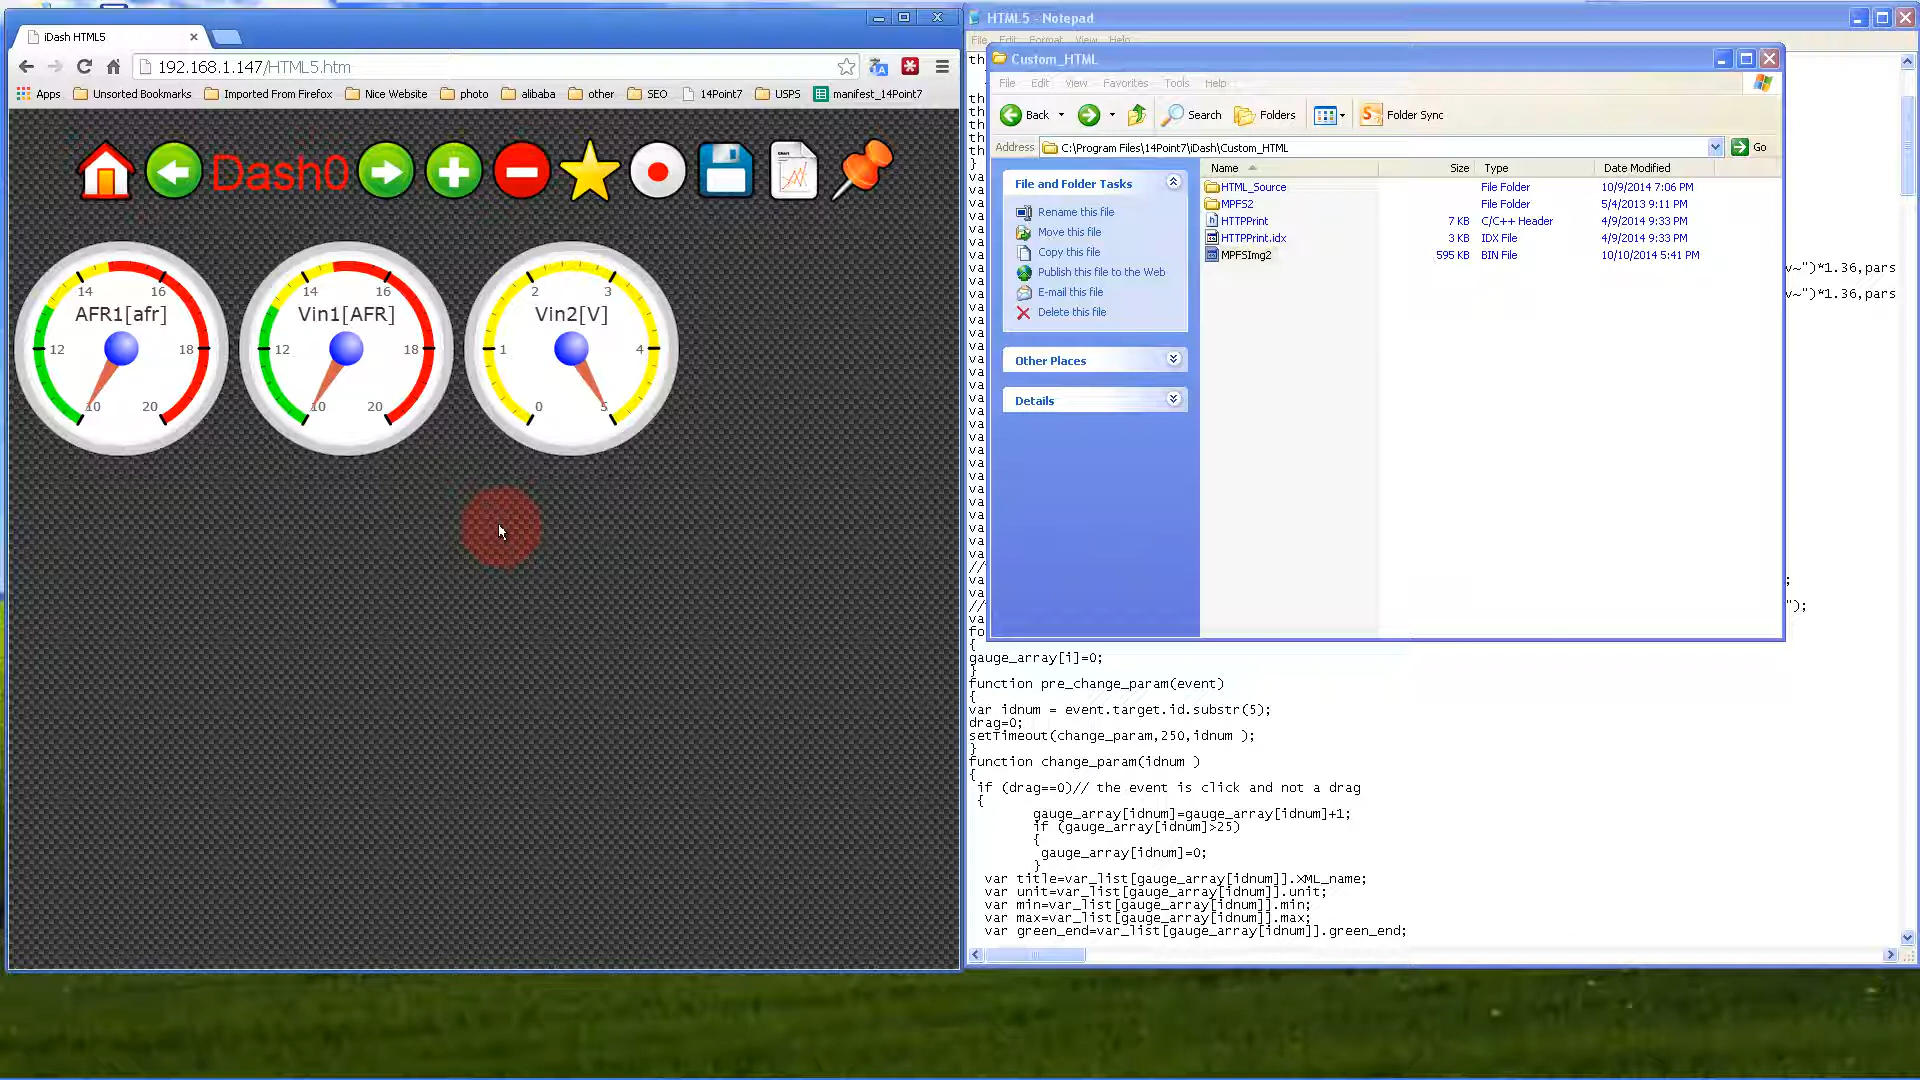 iDash HTML5
192.168.1.147/HTML5.htm
Apps Unsorted Bookmarks Imported From Firefox Nice Website photo alibaba other SEO 14Point7 USPS manifest_14Point7
Dash0
14 16
AFR1[afr]
12 18
10 20
14 16
Vin1[AFR]
12 18
10 20
2 3
Vin2[V]
1 4
0 5
HTML5 - Notepad
File Edit Format View Help
Custom_HTML
File Edit View Favorites Tools Help
Back Search Folders Folder Sync
Address C:\Program Files\14Point7\iDash\Custom_HTML Go
File and Folder Tasks
Rename this file
Move this file
Copy this file
Publish this file to the Web
E-mail this file
Delete this file
Other Places
Details
Name Size Type Date Modified
HTML_Source File Folder 10/9/2014 7:06 PM
MPFS2 File Folder 5/4/2013 9:11 PM
HTTPPrint 7 KB C/C++ Header 4/9/2014 9:33 PM
HTTPPrint.idx 3 KB IDX File 4/9/2014 9:33 PM
MPFSImg2 595 KB BIN File 10/10/2014 5:41 PM
v~")*1.36,pars
v~")*1.36,pars
;
");
{
gauge_array[i]=0;
}
function pre_change_param(event)
{
var idnum = event.target.id.substr(5);
drag=0;
setTimeout(change_param,250,idnum );
}
function change_param(idnum )
{
if (drag==0)// the event is click and not a drag
{
gauge_array[idnum]=gauge_array[idnum]+1;
if (gauge_array[idnum]>25)
{
gauge_array[idnum]=0;
}
var title=var_list[gauge_array[idnum]].XML_name;
var unit=var_list[gauge_array[idnum]].unit;
var min=var_list[gauge_array[idnum]].min;
var max=var_list[gauge_array[idnum]].max;
var green_end=var_list[gauge_array[idnum]].green_end;